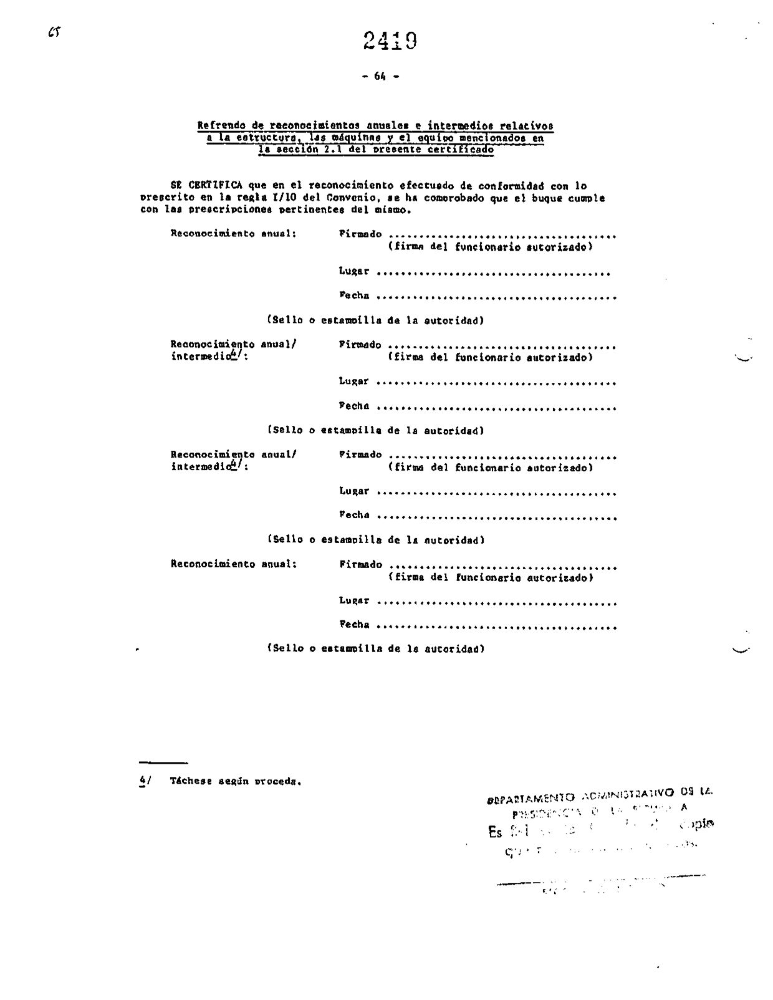 65
2419
- 64 -
Refrendo de reconocimientos anuales e intermedios relativos
a la estructura, las máquinas y el equipo mencionados en
la sección 2.1 del presente certificado
SE CERTIFICA que en el reconocimiento efectuado de conformidad con lo
prescrito en la regla I/10 del Convenio, se ha comprobado que el buque cumple
con las prescripciones pertinentes del mismo.
Reconocimiento anual: Firmado .....................................
(firma del funcionario autorizado)
Lugar ......................................
Fecha .......................................
(Sello o estampilla de la autoridad)
Reconocimiento anual/ Firmado .....................................
intermedio4/: (firma del funcionario autorizado)
Lugar .......................................
Fecha .......................................
(Sello o estampilla de la autoridad)
Reconocimiento anual/ Firmado .....................................
intermedio4/: (firma del funcionario autorizado)
Lugar .......................................
Fecha .......................................
(Sello o estampilla de la autoridad)
Reconocimiento anual: Firmado .....................................
(firma del funcionario autorizado)
Lugar .......................................
Fecha .......................................
(Sello o estampilla de la autoridad)
4/ Táchese según proceda.
DEPARTAMENTO ADMINISTRATIVO DE LA
PRESIDENCIA DE LA
Es copia